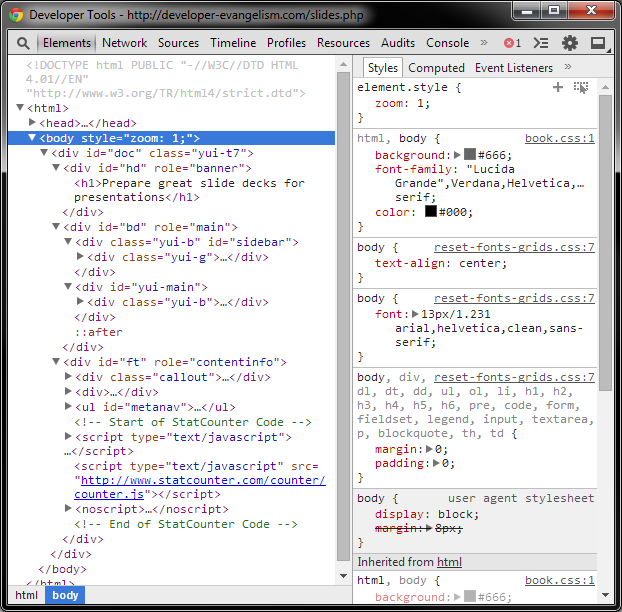 Developer Tools - http://developer-evangelism.com/slides.php
Elements Network Sources Timeline Profiles Resources Audits Console » 1
<!DOCTYPE html PUBLIC "-//W3C//DTD HTML
4.01//EN"
"http://www.w3.org/TR/html4/strict.dtd">
<html>
<head>…</head>
<body style="zoom: 1;">
<div id="doc" class="yui-t7">
<div id="hd" role="banner">
<h1>Prepare great slide decks for
presentations</h1>
</div>
<div id="bd" role="main">
<div class="yui-b" id="sidebar">
<div class="yui-g">…</div>
</div>
<div id="yui-main">
<div class="yui-b">…</div>
</div>
::after
</div>
<div id="ft" role="contentinfo">
<div class="callout">…</div>
<div>…</div>
<ul id="metanav">…</ul>
<!-- Start of StatCounter Code -->
<script type="text/javascript">
…</script>
<script type="text/javascript" src=
"http://www.statcounter.com/counter/
counter.js"></script>
<noscript>…</noscript>
<!-- End of StatCounter Code -->
</div>
</div>
</body>
</html>
html body
Styles Computed Event Listeners »
element.style {
zoom: 1;
}
html, body { book.css:1
background: #666;
font-family: "Lucida
Grande",Verdana,Helvetica,…
serif;
color: #000;
}
body { reset-fonts-grids.css:7
text-align: center;
}
body { reset-fonts-grids.css:7
font: 13px/1.231
arial,helvetica,clean,sans-
serif;
}
body, div, reset-fonts-grids.css:7
dl, dt, dd, ul, ol, li, h1, h2,
h3, h4, h5, h6, pre, code, form,
fieldset, legend, input, textarea,
p, blockquote, th, td {
margin: 0;
padding: 0;
}
body { user agent stylesheet
display: block;
margin: 8px;
}
Inherited from html
html, body { book.css:1
background: #666;